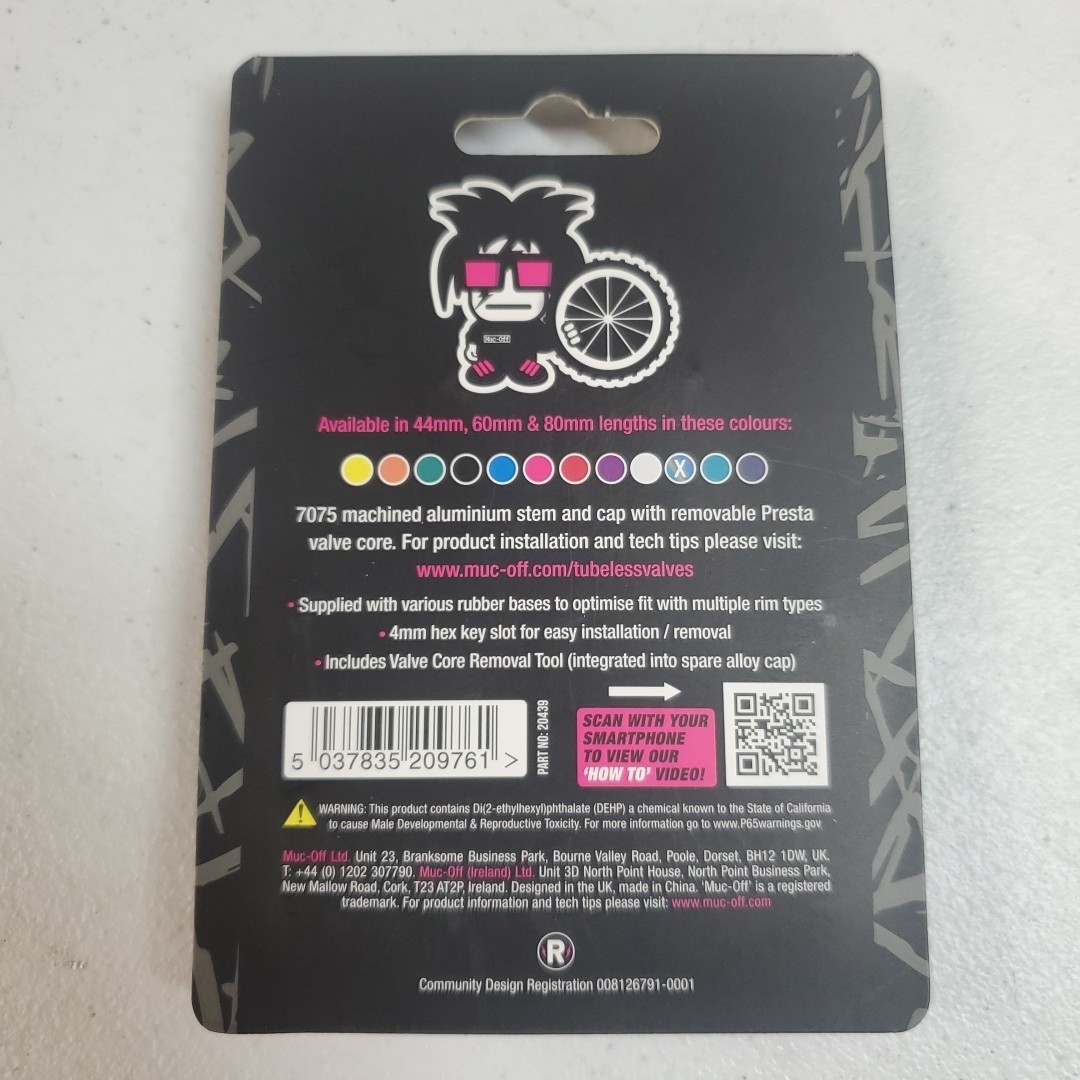 Muc-Off
Available in 44mm, 60mm & 80mm lengths in these colours:
X
7075 machined aluminium stem and cap with removable Presta
valve core. For product installation and tech tips please visit:
www.muc-off.com/tubelessvalves
• Supplied with various rubber bases to optimise fit with multiple rim types
• 4mm hex key slot for easy installation / removal
• Includes Valve Core Removal Tool (integrated into spare alloy cap)
5 037835 209761 >
PART NO: 20439
SCAN WITH YOUR
SMARTPHONE
TO VIEW OUR
'HOW TO' VIDEO!
WARNING: This product contains Di(2-ethylhexyl)phthalate (DEHP) a chemical known to the State of California
to cause Male Developmental & Reproductive Toxicity. For more information go to www.P65warnings.gov
Muc-Off Ltd. Unit 23, Branksome Business Park, Bourne Valley Road, Poole, Dorset, BH12 1DW, UK.
T: +44 (0) 1202 307790. Muc-Off (Ireland) Ltd. Unit 3D North Point House, North Point Business Park,
New Mallow Road, Cork, T23 AT2P, Ireland. Designed in the UK, made in China. 'Muc-Off' is a registered
trademark. For product information and tech tips please visit: www.muc-off.com
R
Community Design Registration 008126791-0001